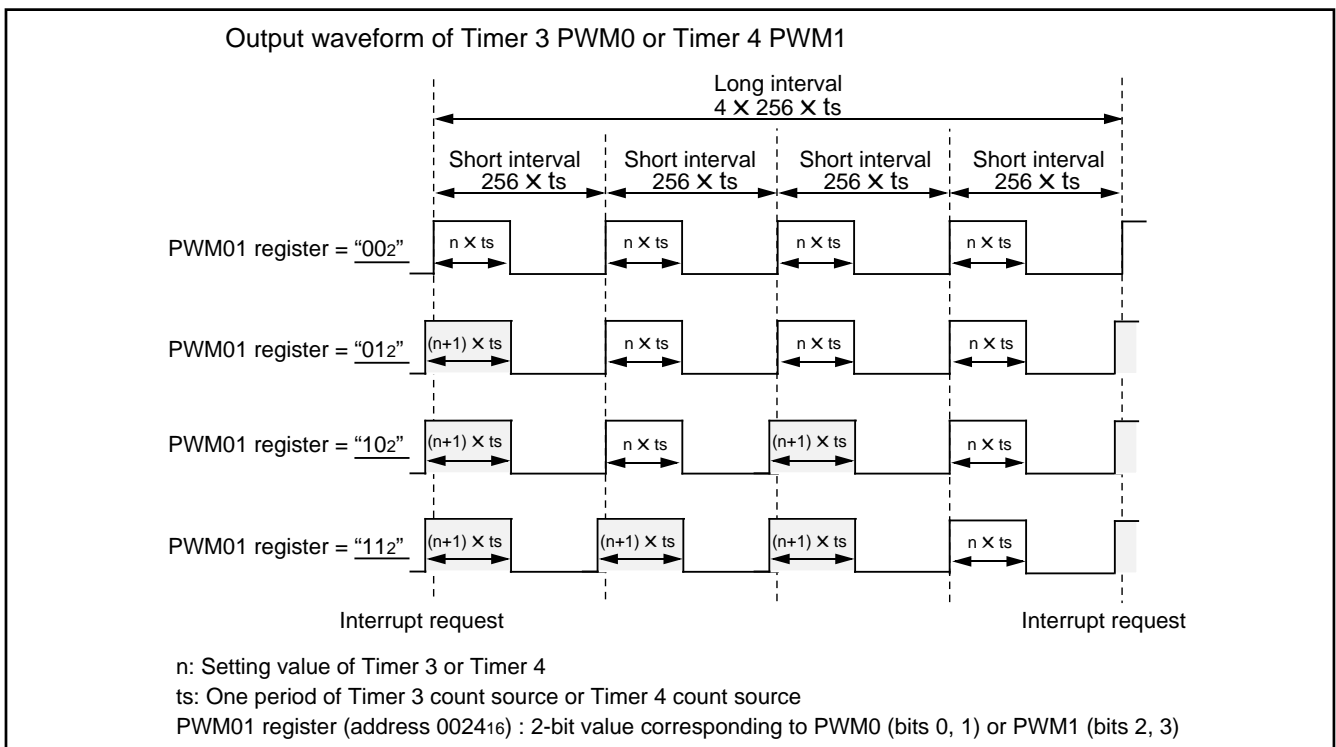 Output waveform of Timer 3 PWM0 or Timer 4 PWM1
Long interval
4 X 256 X ts
Short interval
256 X ts
Short interval
256 X ts
Short interval
256 X ts
Short interval
256 X ts
PWM01 register = “002”
n X ts
n X ts
n X ts
n X ts
PWM01 register = “012”
(n+1) X ts
n X ts
n X ts
n X ts
PWM01 register = “102”
(n+1) X ts
n X ts
(n+1) X ts
n X ts
PWM01 register = “112”
(n+1) X ts
(n+1) X ts
(n+1) X ts
n X ts
Interrupt request
Interrupt request
n: Setting value of Timer 3 or Timer 4
ts: One period of Timer 3 count source or Timer 4 count source
PWM01 register (address 002416) : 2-bit value corresponding to PWM0 (bits 0, 1) or PWM1 (bits 2, 3)